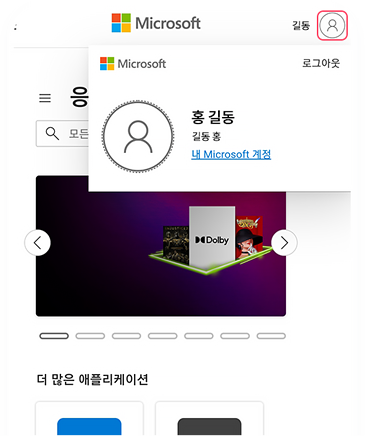 Microsoft
길동
Microsoft
로그아웃
홍 길동
길동 홍
내 Microsoft 계정
응
모든
Dolby
더 많은 애플리케이션